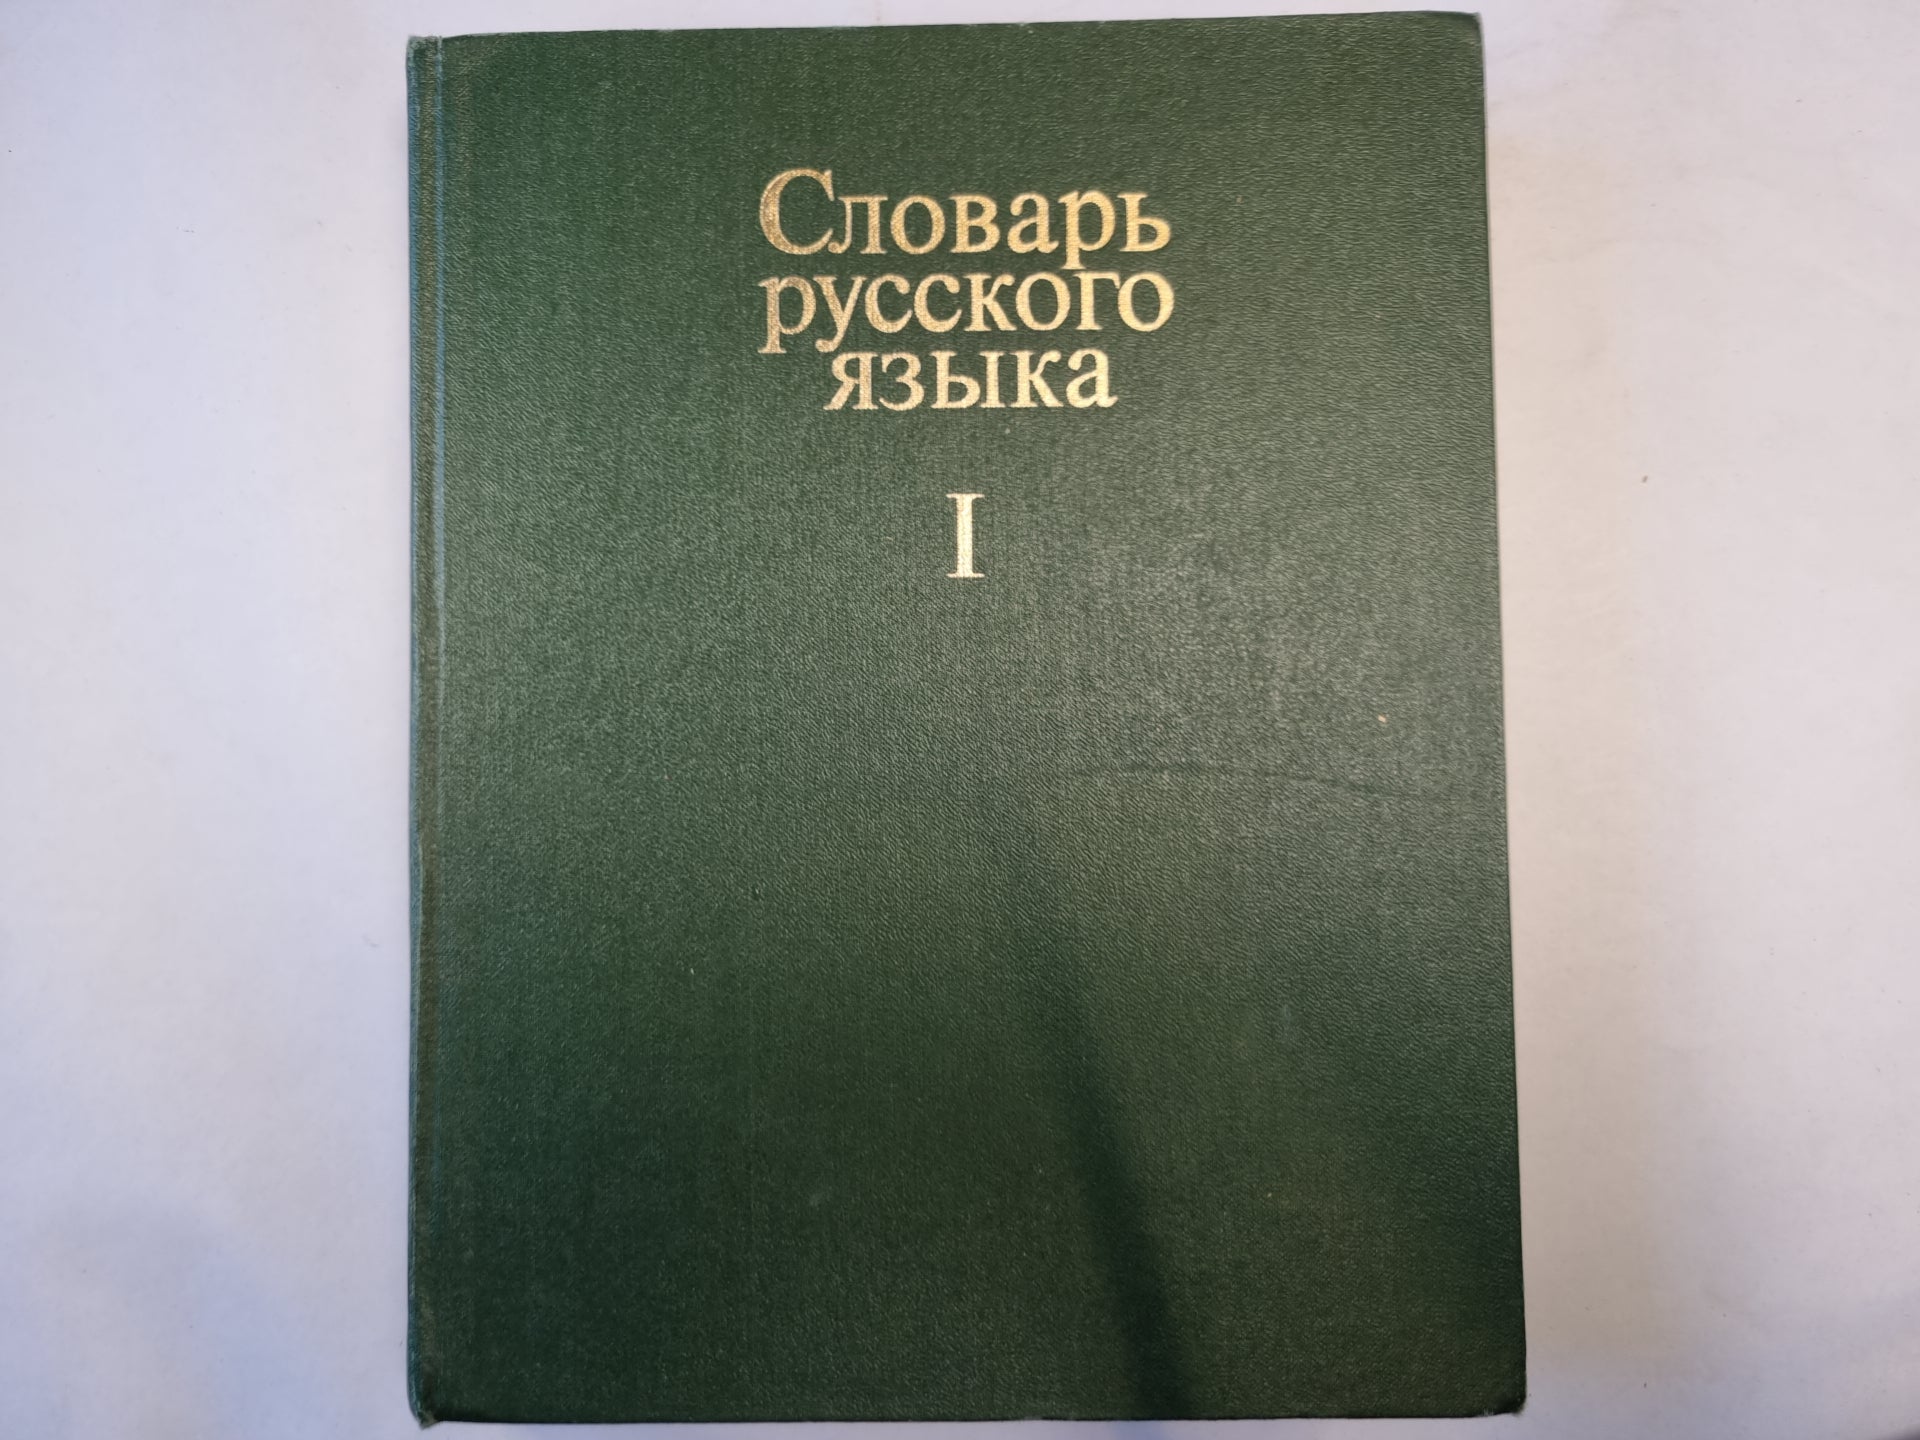 Словарь
русского
языка
I